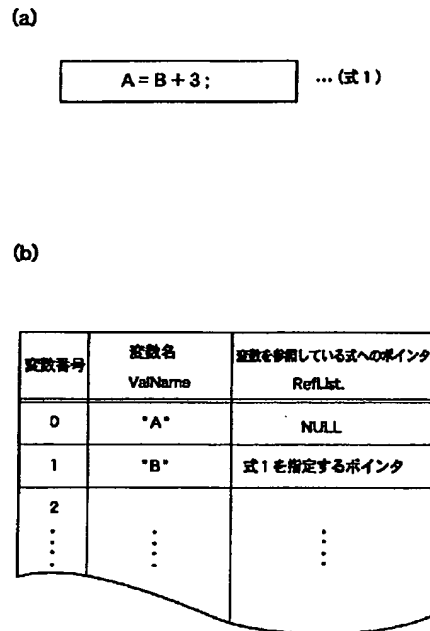 (a)
A = B + 3 ;
… (式 1)
(b)
変数番号
変数名
ValName
変数を参照している式へのポインタ
RefList.
0
"A"
NULL
1
"B"
式 1 を指定するポインタ
2